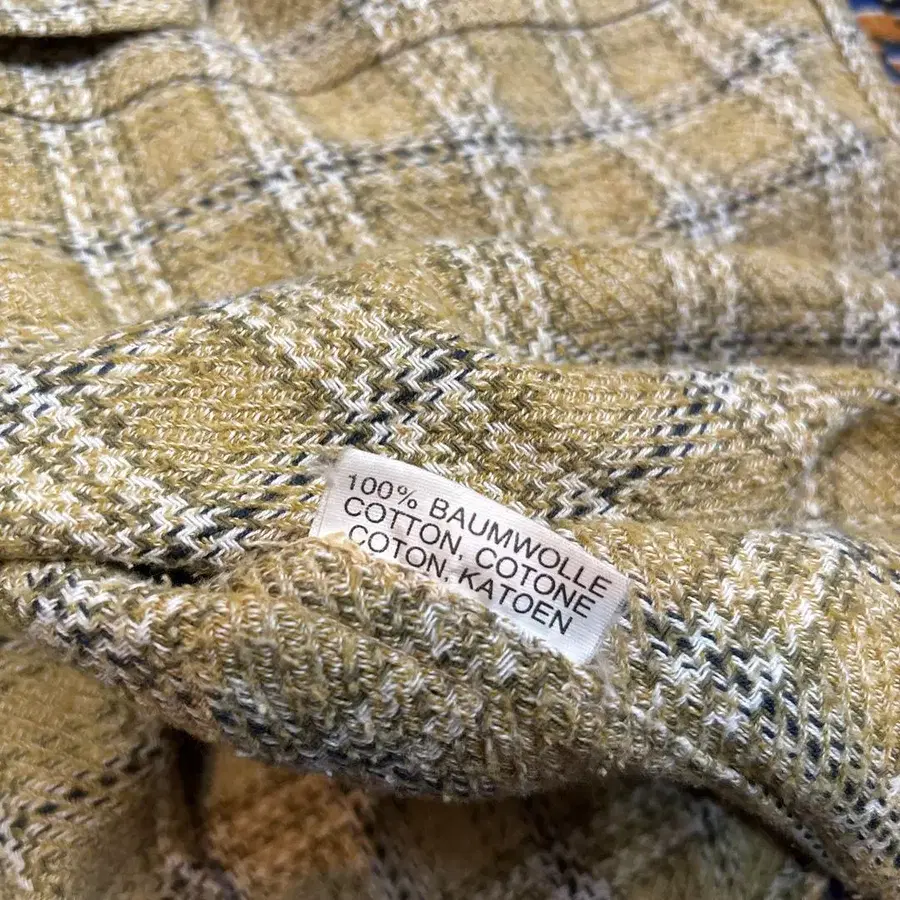 100% BAUMWOLLE
COTTON, COTONE
COTON, KATOEN